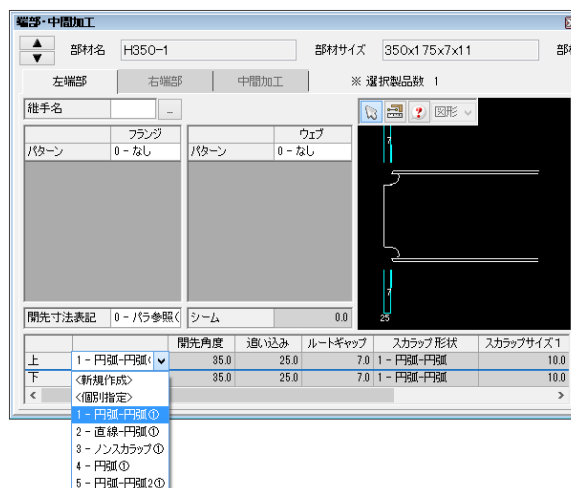 端部・中間加工
部材名 H350-1 部材サイズ 350x175x7x11
左端部 右端部 中間加工 ※ 選択製品数 1
継手名 ... 図形
フランジ ウェブ
パターン 0 - なし パターン 0 - なし
7
7
25
開先寸法表記 0 - パラ参照( シーム 0.0
開先角度 追い込み ルートギャップ スカラップ形状 スカラップサイズ1
上 1 - 円弧-円弧( 35.0 25.0 7.0 1 - 円弧-円弧 10.0
下 35.0 25.0 7.0 1 - 円弧-円弧 10.0
<新規作成>
<個別指定>
1 - 円弧-円弧①
2 - 直線-円弧①
3 - ノンスカラップ①
4 - 円弧①
5 - 円弧-円弧2①